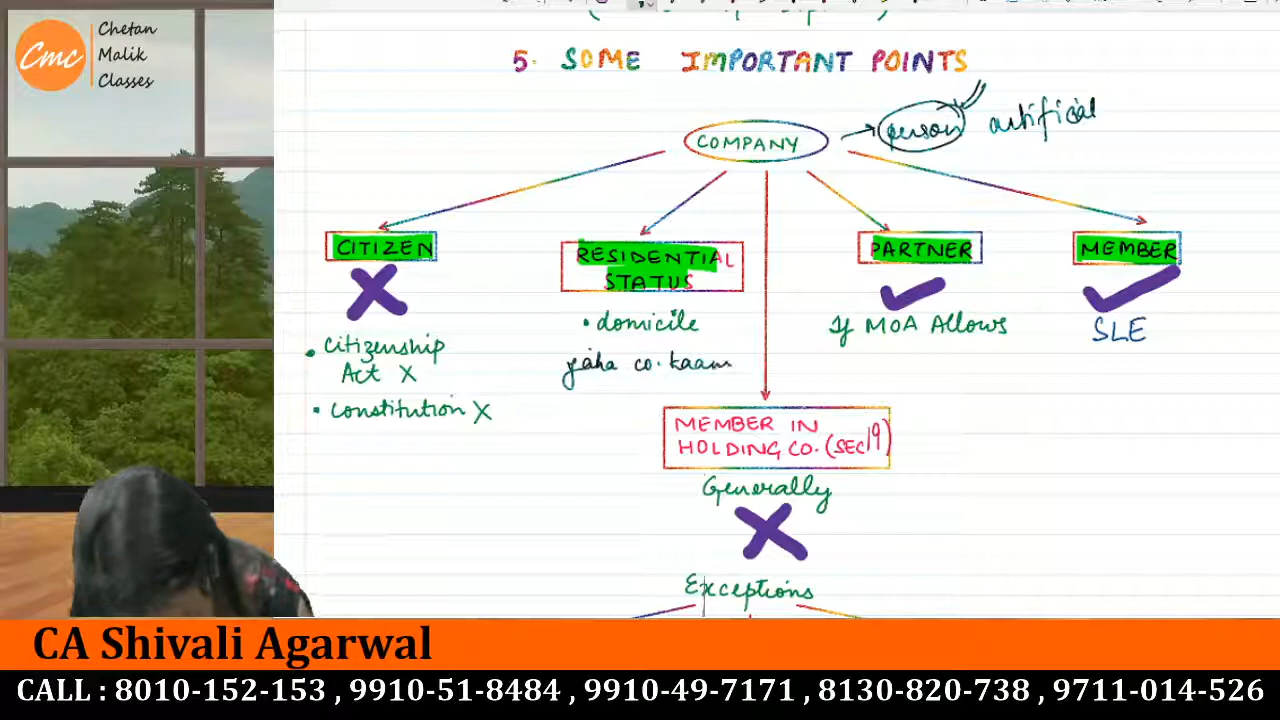 Cmc
Chetan
Malik
Classes
5. SOME IMPORTANT POINTS
COMPANY
person artificial
CITIZEN
RESIDENTIAL
STATUS
PARTNER
MEMBER
• domicile
yaha co. kaam
If MOA Allows
SLE
• Citizenship
Act X
• Constitution X
MEMBER IN
HOLDING CO. (SEC 19)
Generally
Exceptions
CA Shivali Agarwal
CALL : 8010-152-153 , 9910-51-8484 , 9910-49-7171 , 8130-820-738 , 9711-014-526